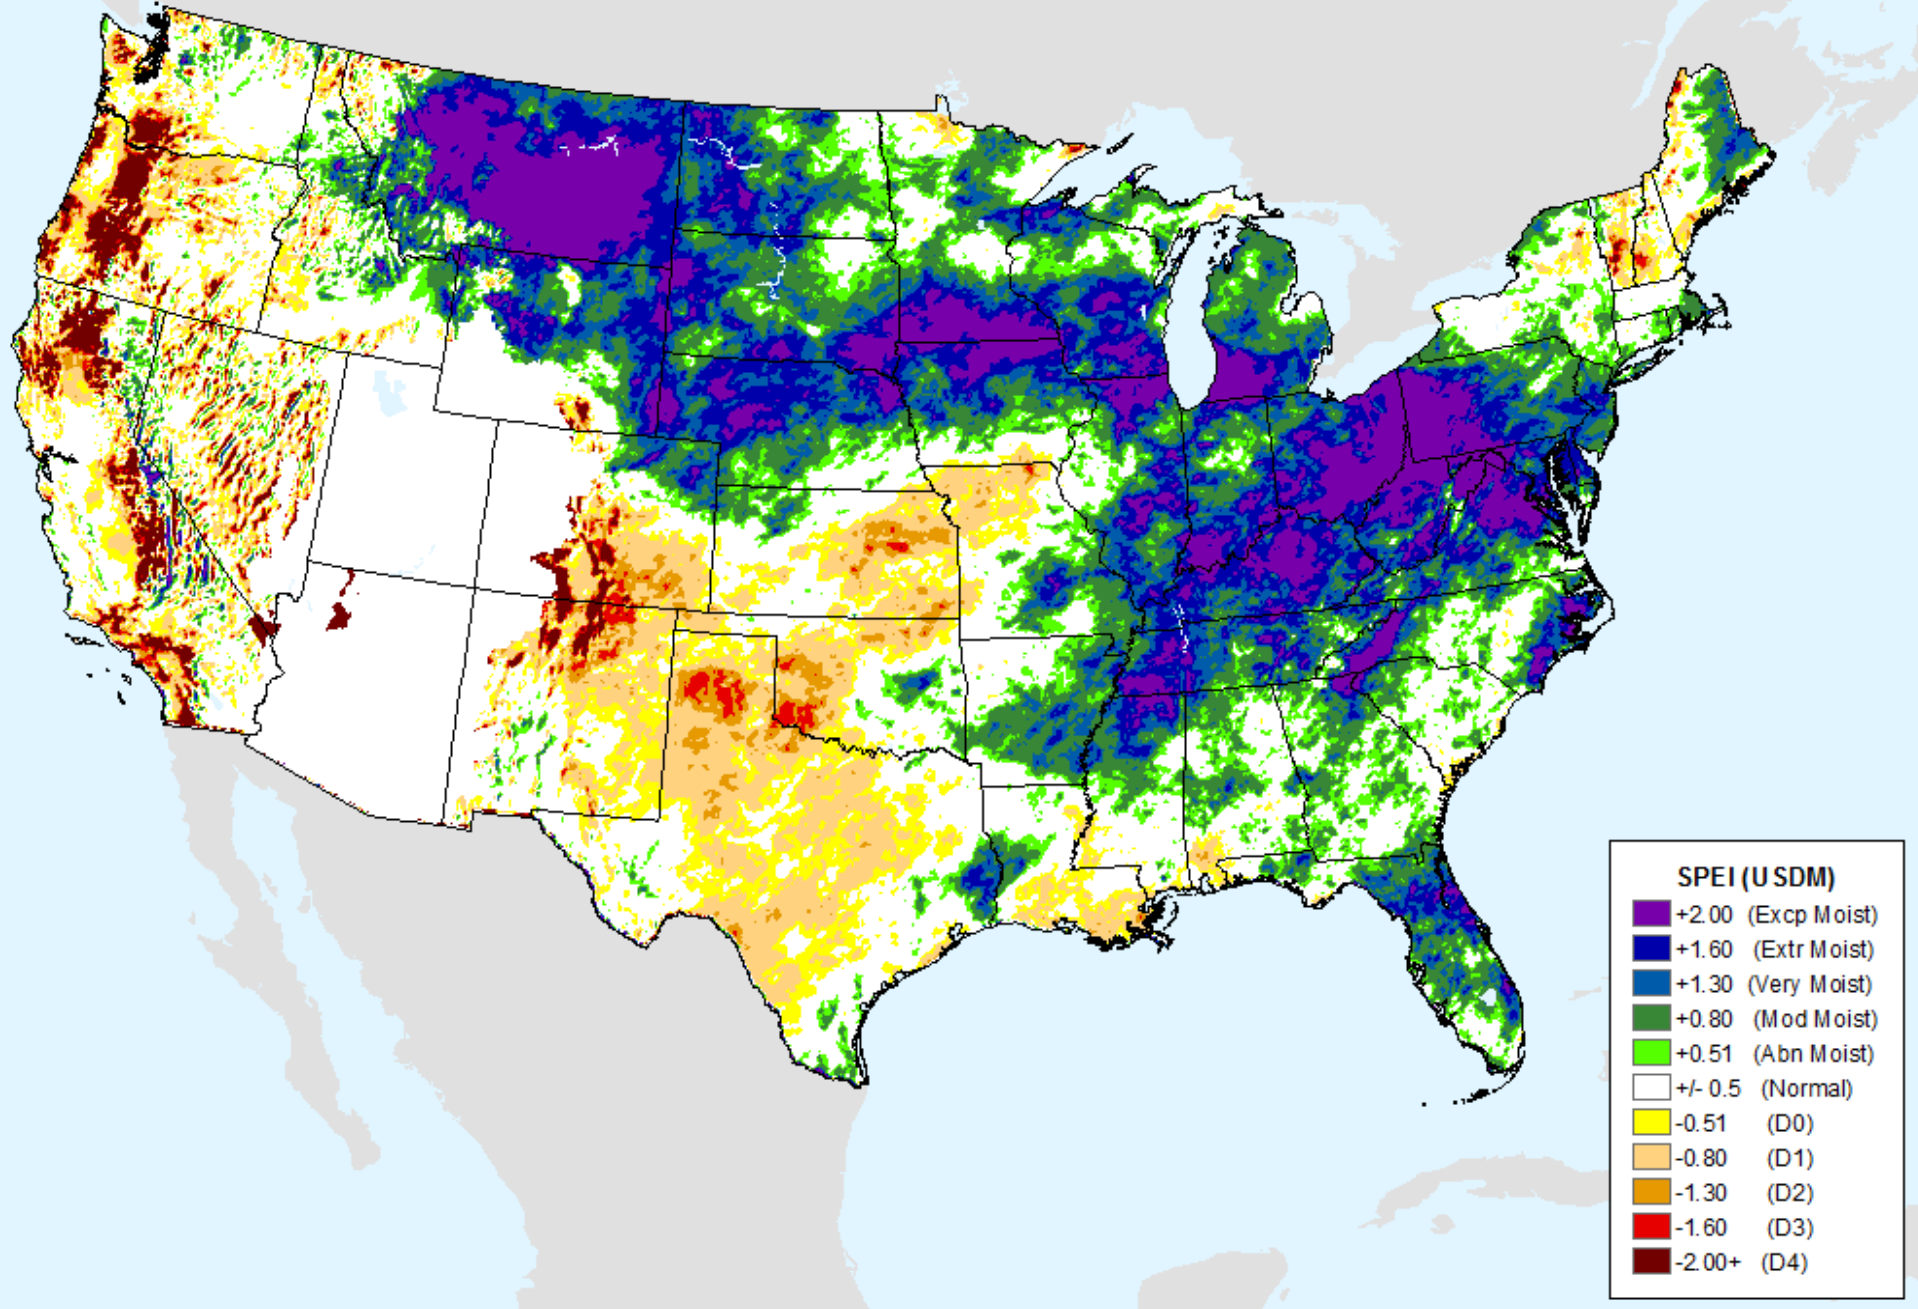 SPEI (USDM)
+2.00 (Excp Moist)
+1.60 (Extr Moist)
+1.30 (Very Moist)
+0.80 (Mod Moist)
+0.51 (Abn Moist)
+/- 0.5 (Normal)
-0.51 (D0)
-0.80 (D1)
-1.30 (D2)
-1.60 (D3)
-2.00+ (D4)